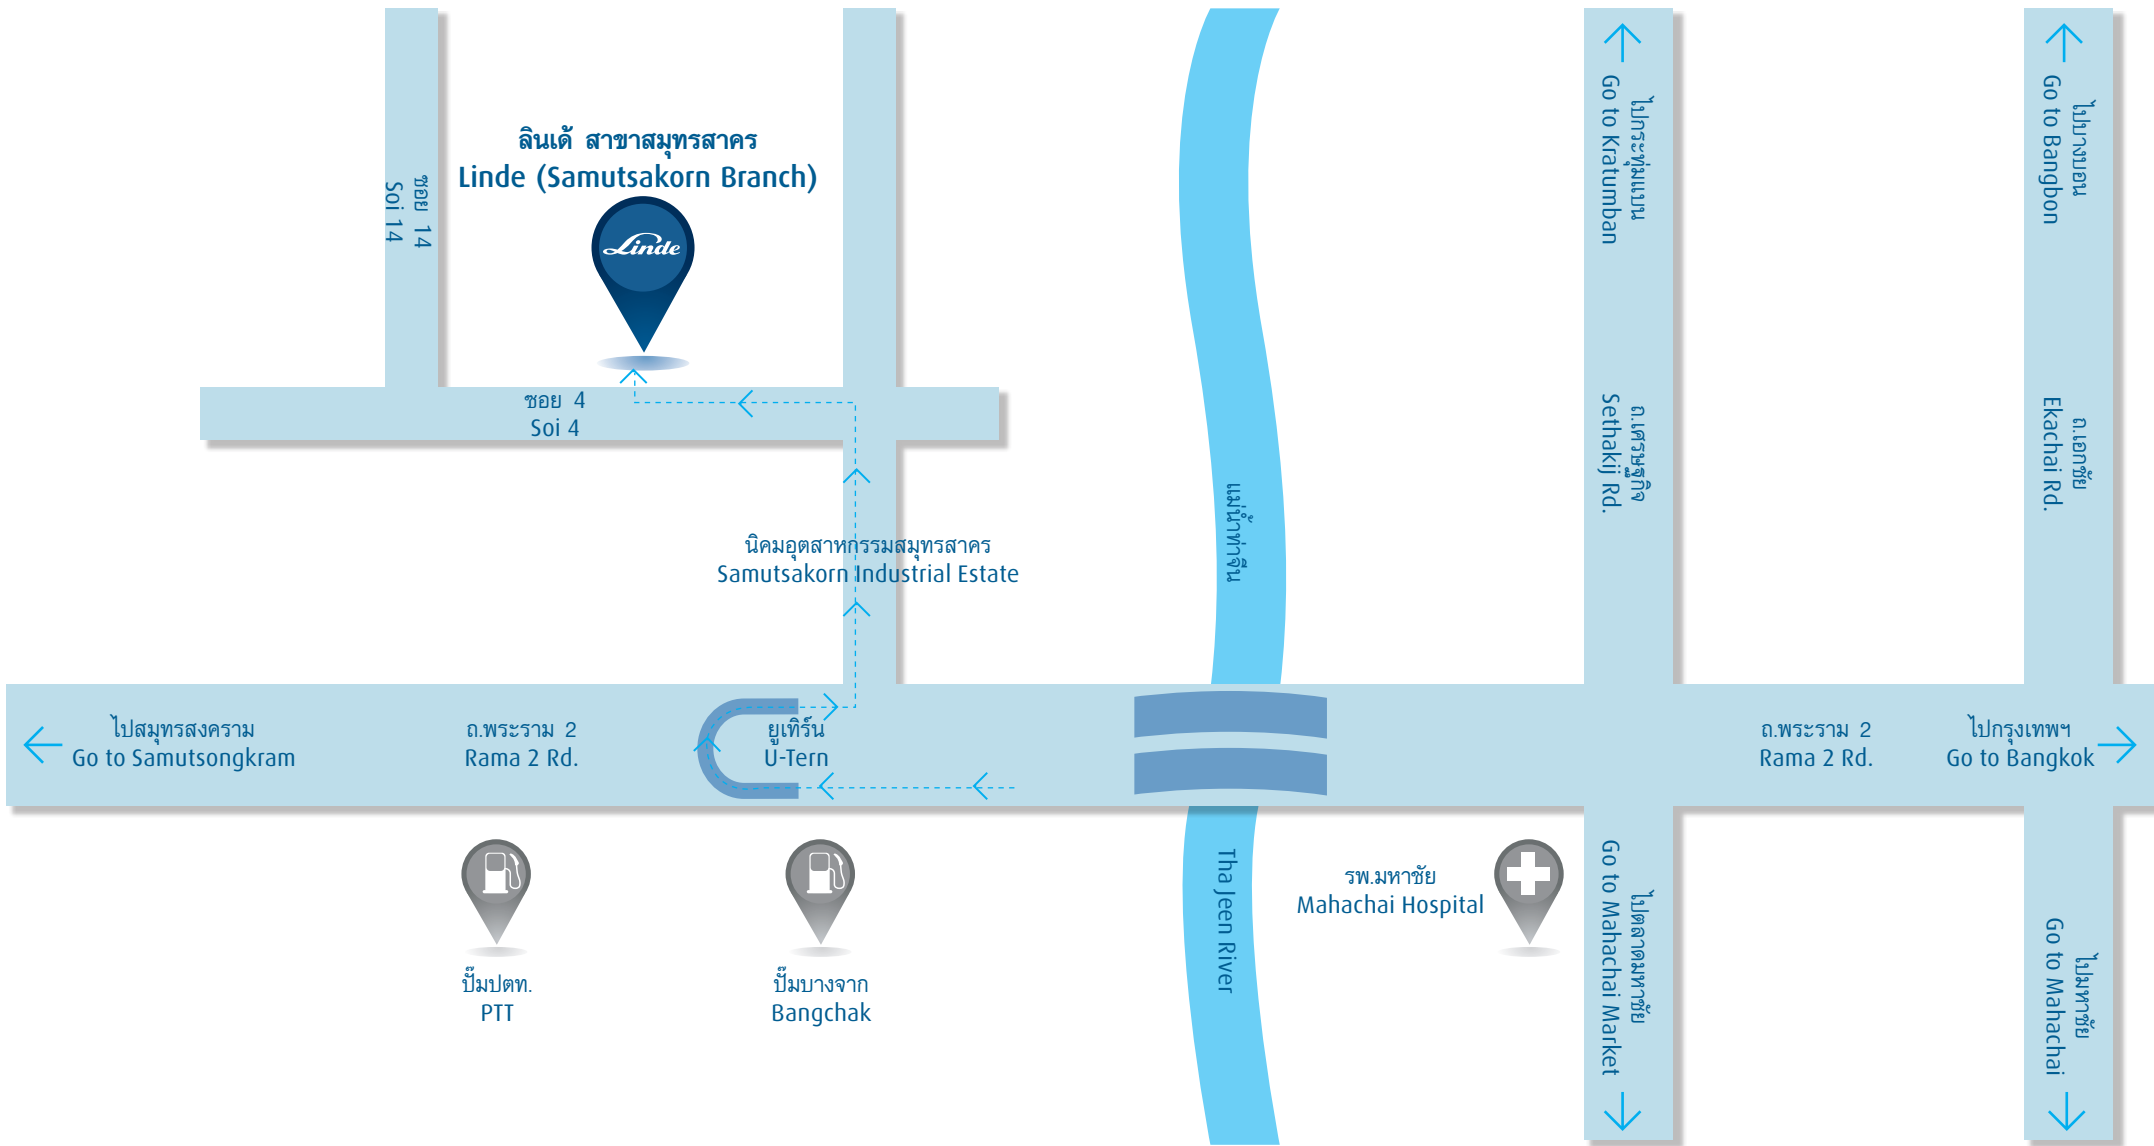 ลินเด้ สาขาสมุทรสาคร
Linde (Samutsakorn Branch)
Linde
ซอย 14
Soi 14
ซอย 4
Soi 4
นิคมอุตสาหกรรมสมุทรสาคร
Samutsakorn Industrial Estate
แม่น้ำท่าจีน
Tha Jeen River
ไปกระทุ่มแบน
Go to Kratumban
ถ.เศรษฐกิจ
Sethakij Rd.
ไปบางบอน
Go to Bangbon
ถ.เอกชัย
Ekachai Rd.
ไปสมุทรสงคราม
Go to Samutsongkram
ถ.พระราม 2
Rama 2 Rd.
ยูเทิร์น
U-Tern
ถ.พระราม 2
Rama 2 Rd.
ไปกรุงเทพฯ
Go to Bangkok
ปั๊มปตท.
PTT
ปั๊มบางจาก
Bangchak
รพ.มหาชัย
Mahachai Hospital
ไปตลาดมหาชัย
Go to Mahachai Market
ไปมหาชัย
Go to Mahachai